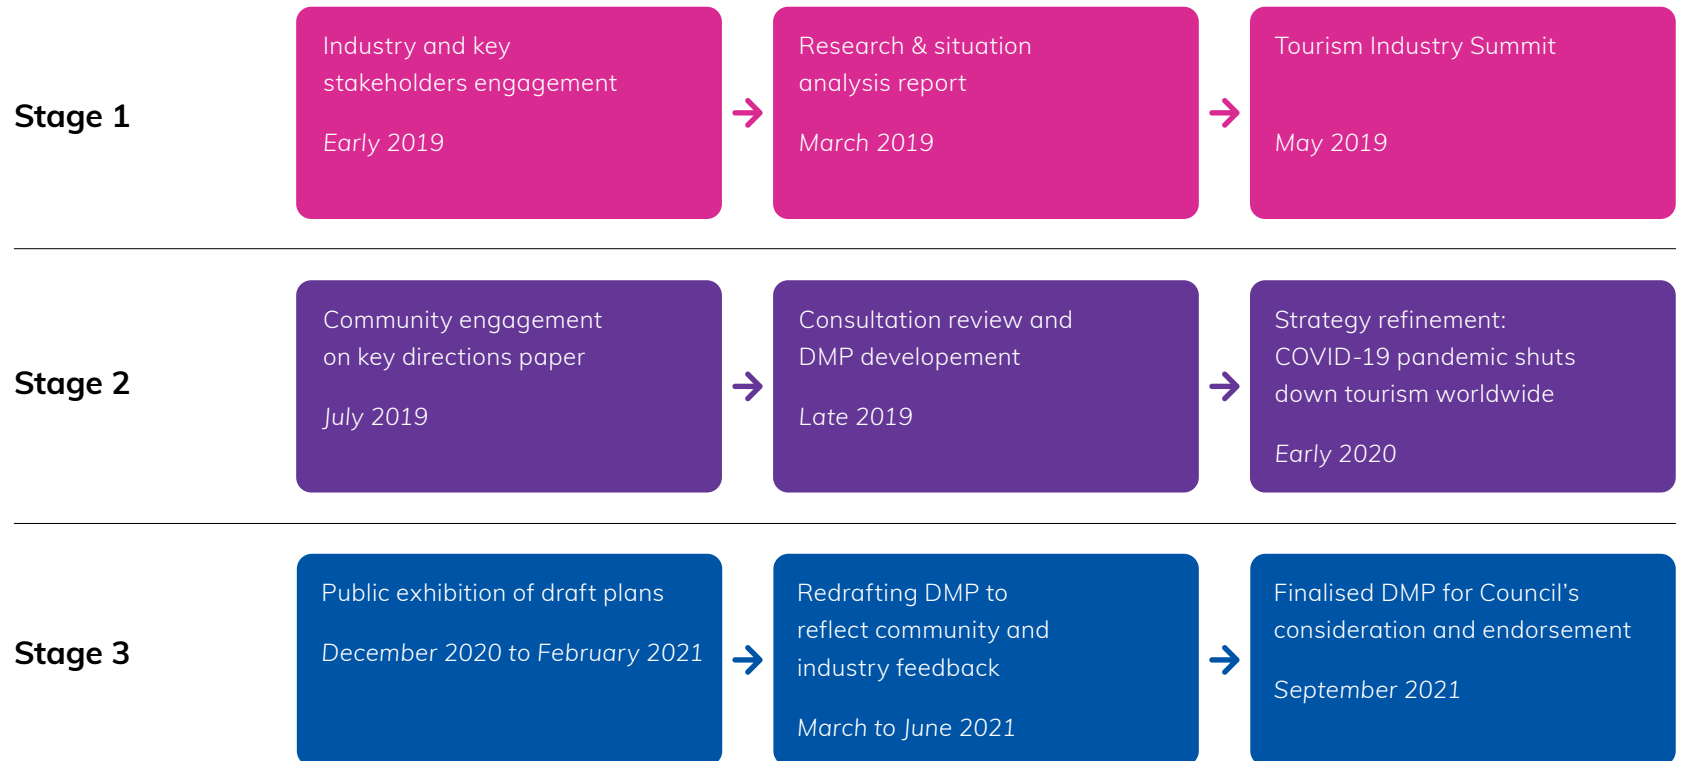 Stage 1
Industry and key
stakeholders engagement
Early 2019
Research & situation
analysis report
March 2019
Tourism Industry Summit
May 2019
Stage 2
Community engagement
on key directions paper
July 2019
Consultation review and
DMP developement
Late 2019
Strategy refinement:
COVID-19 pandemic shuts
down tourism worldwide
Early 2020
Stage 3
Public exhibition of draft plans
December 2020 to February 2021
Redrafting DMP to
reflect community and
industry feedback
March to June 2021
Finalised DMP for Council’s
consideration and endorsement
September 2021